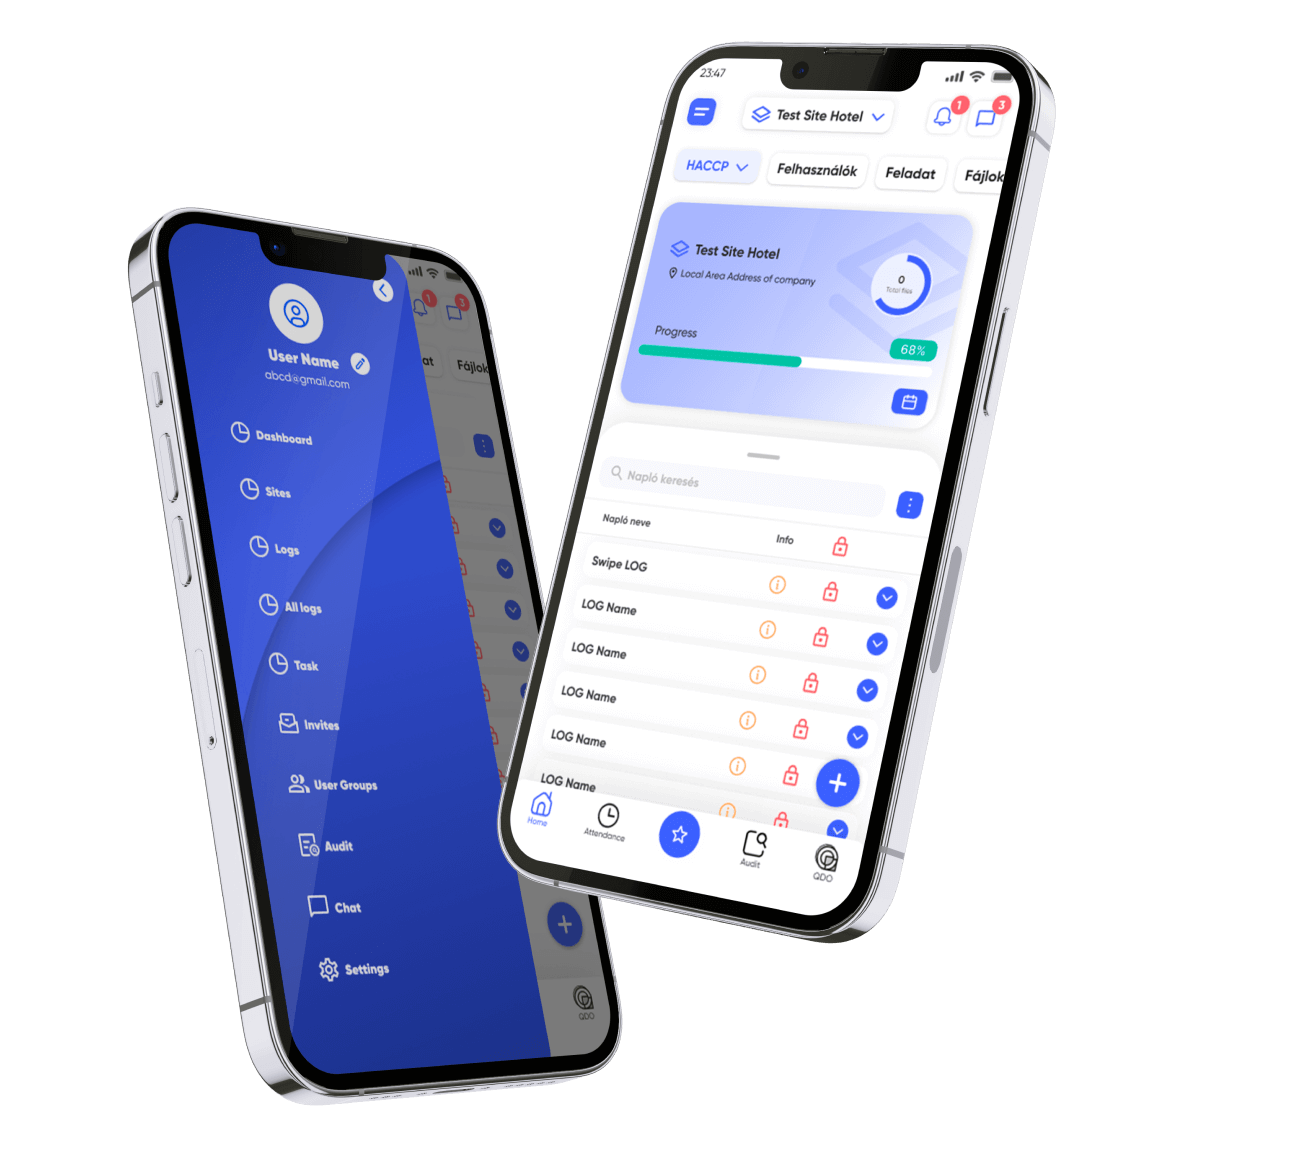 User Name
abcd@gmail.com
Dashboard
Sites
Logs
All logs
Task
Invites
User Groups
Audit
Chat
Settings
1
3
at
Fájlok
QDO
23:47
Test Site Hotel
1
3
HACCP
Felhasználók
Feladat
Fájlok
Test Site Hotel
Local Area Address of company
0
Total files
Progress
68%
Napló keresés
Napló neve
Info
Swipe LOG
LOG Name
LOG Name
LOG Name
LOG Name
LOG Name
Home
Attendance
Audit
QDO